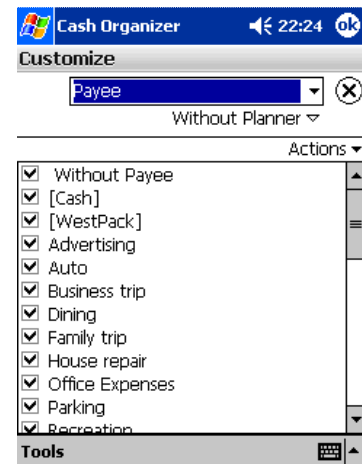 Cash Organizer 22:24 ok
Customize
Payee
Without Planner
Actions
Without Payee
[Cash]
[WestPack]
Advertising
Auto
Business trip
Dining
Family trip
House repair
Office Expenses
Parking
Recreation
Tools